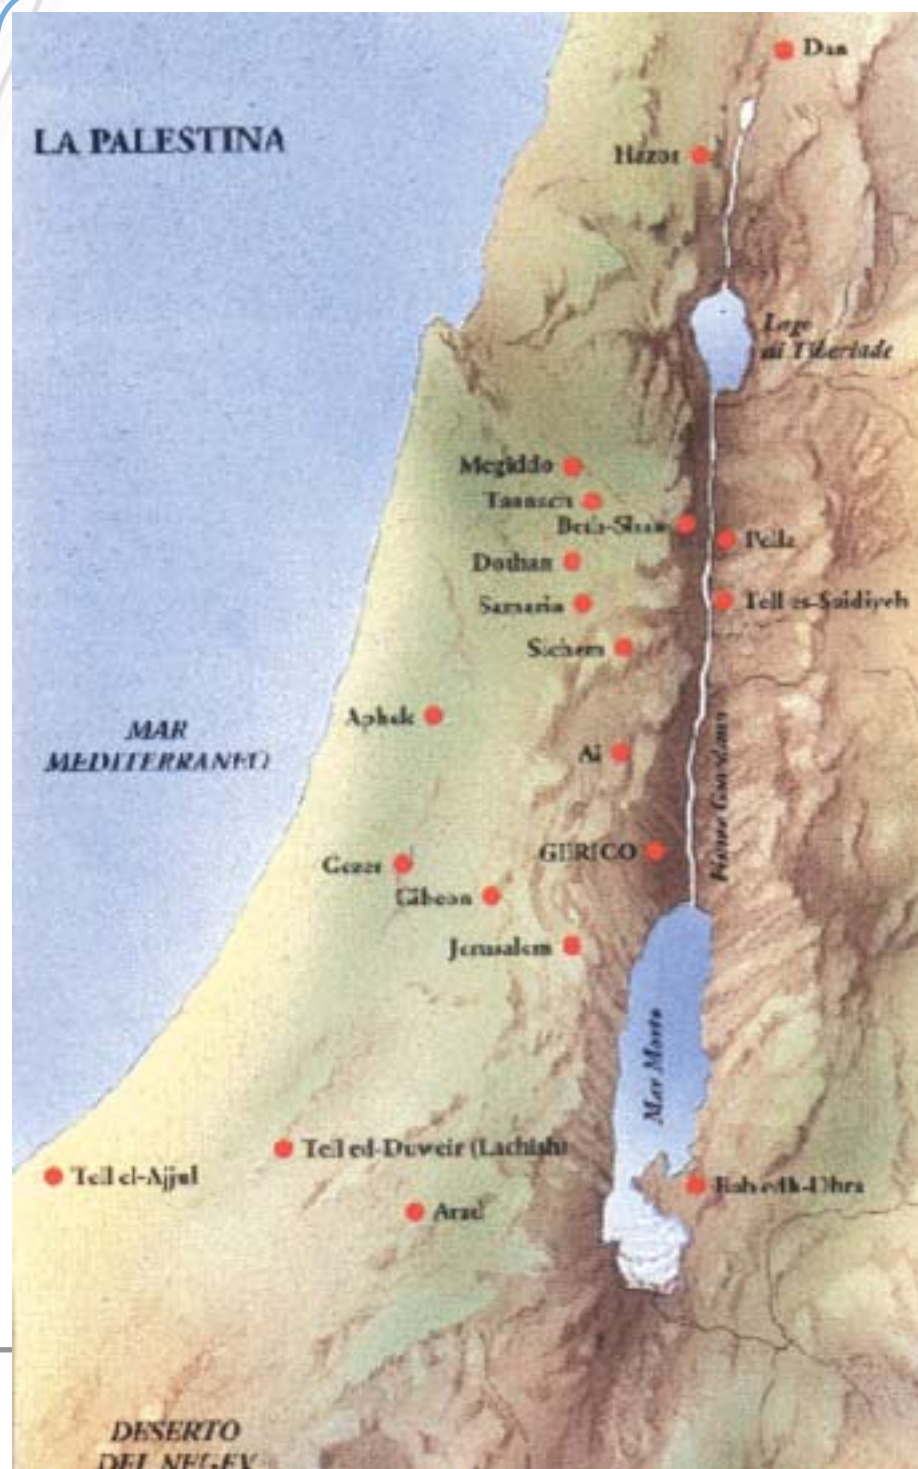 Dan
LA PALESTINA
Hazor
Lago
di Tiberiade
Megiddo
Taanach
Beth-Shan
Pella
Dothan
Samaria
Tell es-Saidiyeh
Sichem
Aphek
MAR
MEDITERRANEO
Ai
Fiume Giordano
GERICO
Gezer
Gibeon
Jerusalem
Mar Morto
Tell ed-Duweir (Lachish)
Tell el-Ajjul
Bab edh-Dhra
Arad
DESERTO
DEL NEGEV